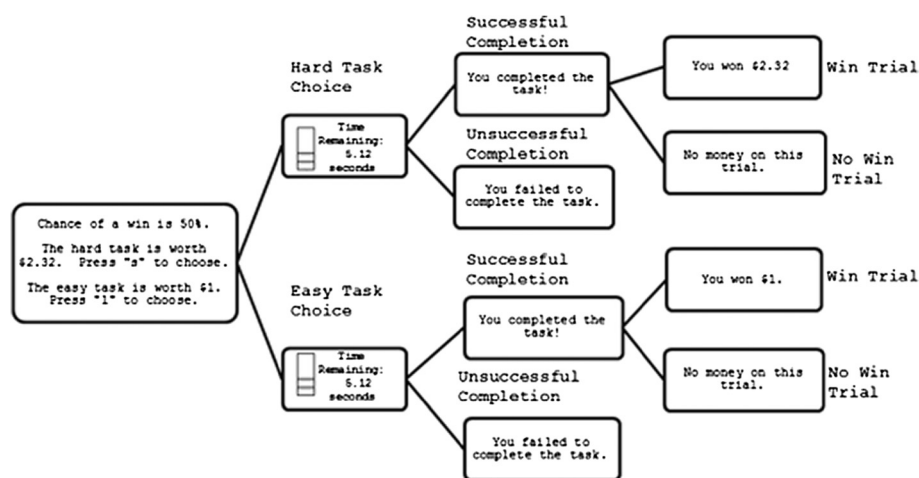 Chance of a win is 50%.
The hard task is worth
$2.32. Press "s" to choose.
The easy task is worth $1.
Press "l" to choose.
Hard Task
Choice
Time
Remaining:
5.12
seconds
Successful
Completion
You completed the
task!
Unsuccessful
Completion
You failed to
complete the task.
You won $2.32
Win Trial
No money on this
trial.
No Win
Trial
Easy Task
Choice
Time
Remaining:
5.12
seconds
Successful
Completion
You completed the
task!
Unsuccessful
Completion
You failed to
complete the task.
You won $1.
Win Trial
No money on this
trial.
No Win
Trial